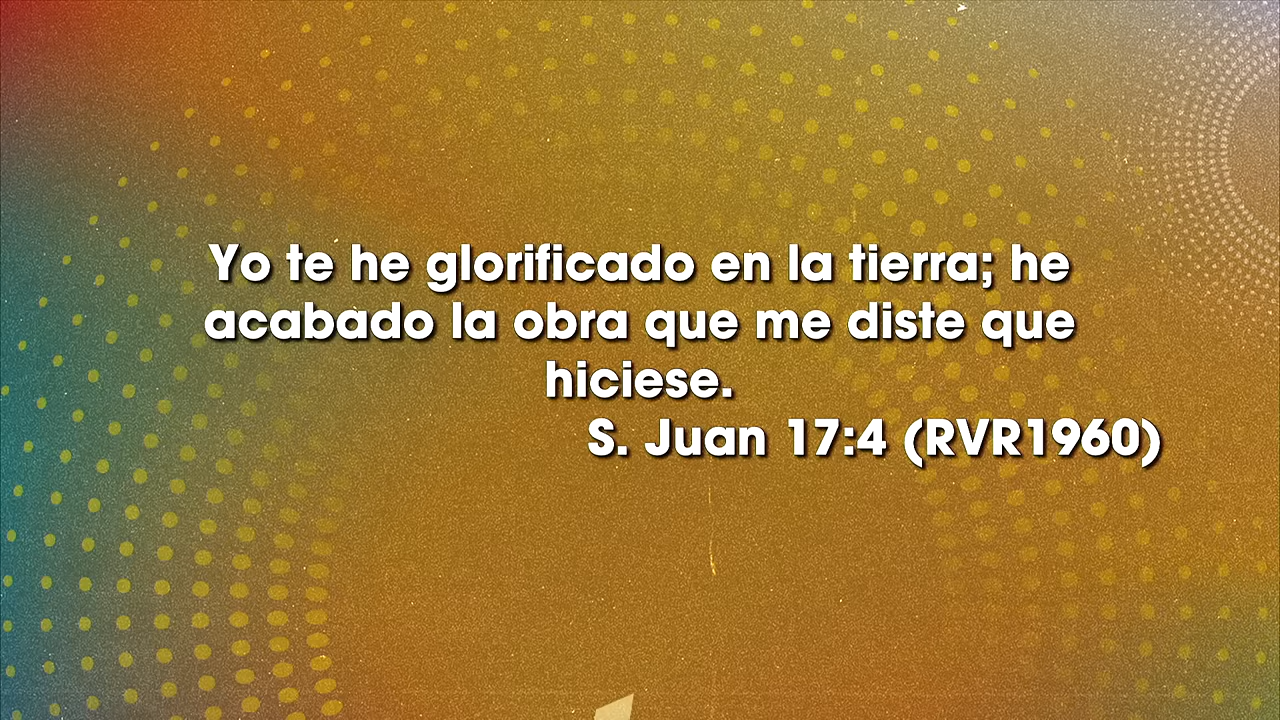 Yo te he glorificado en la tierra; he
acabado la obra que me diste que
hiciese.
S. Juan 17:4 (RVR1960)